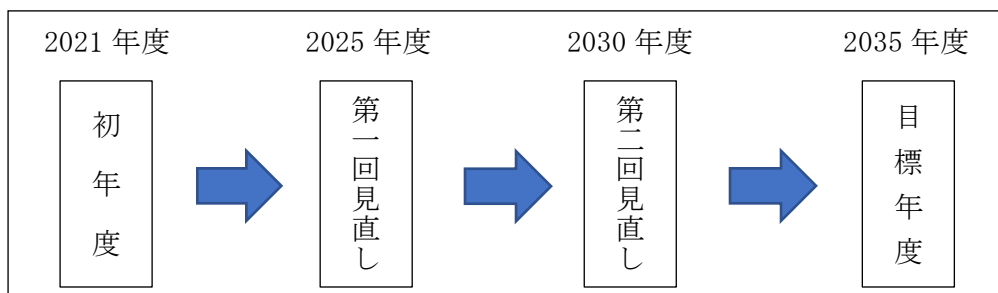 2021 年度
2025 年度
2030 年度
2035 年度
初年度
第一回見直し
第二回見直し
目標年度